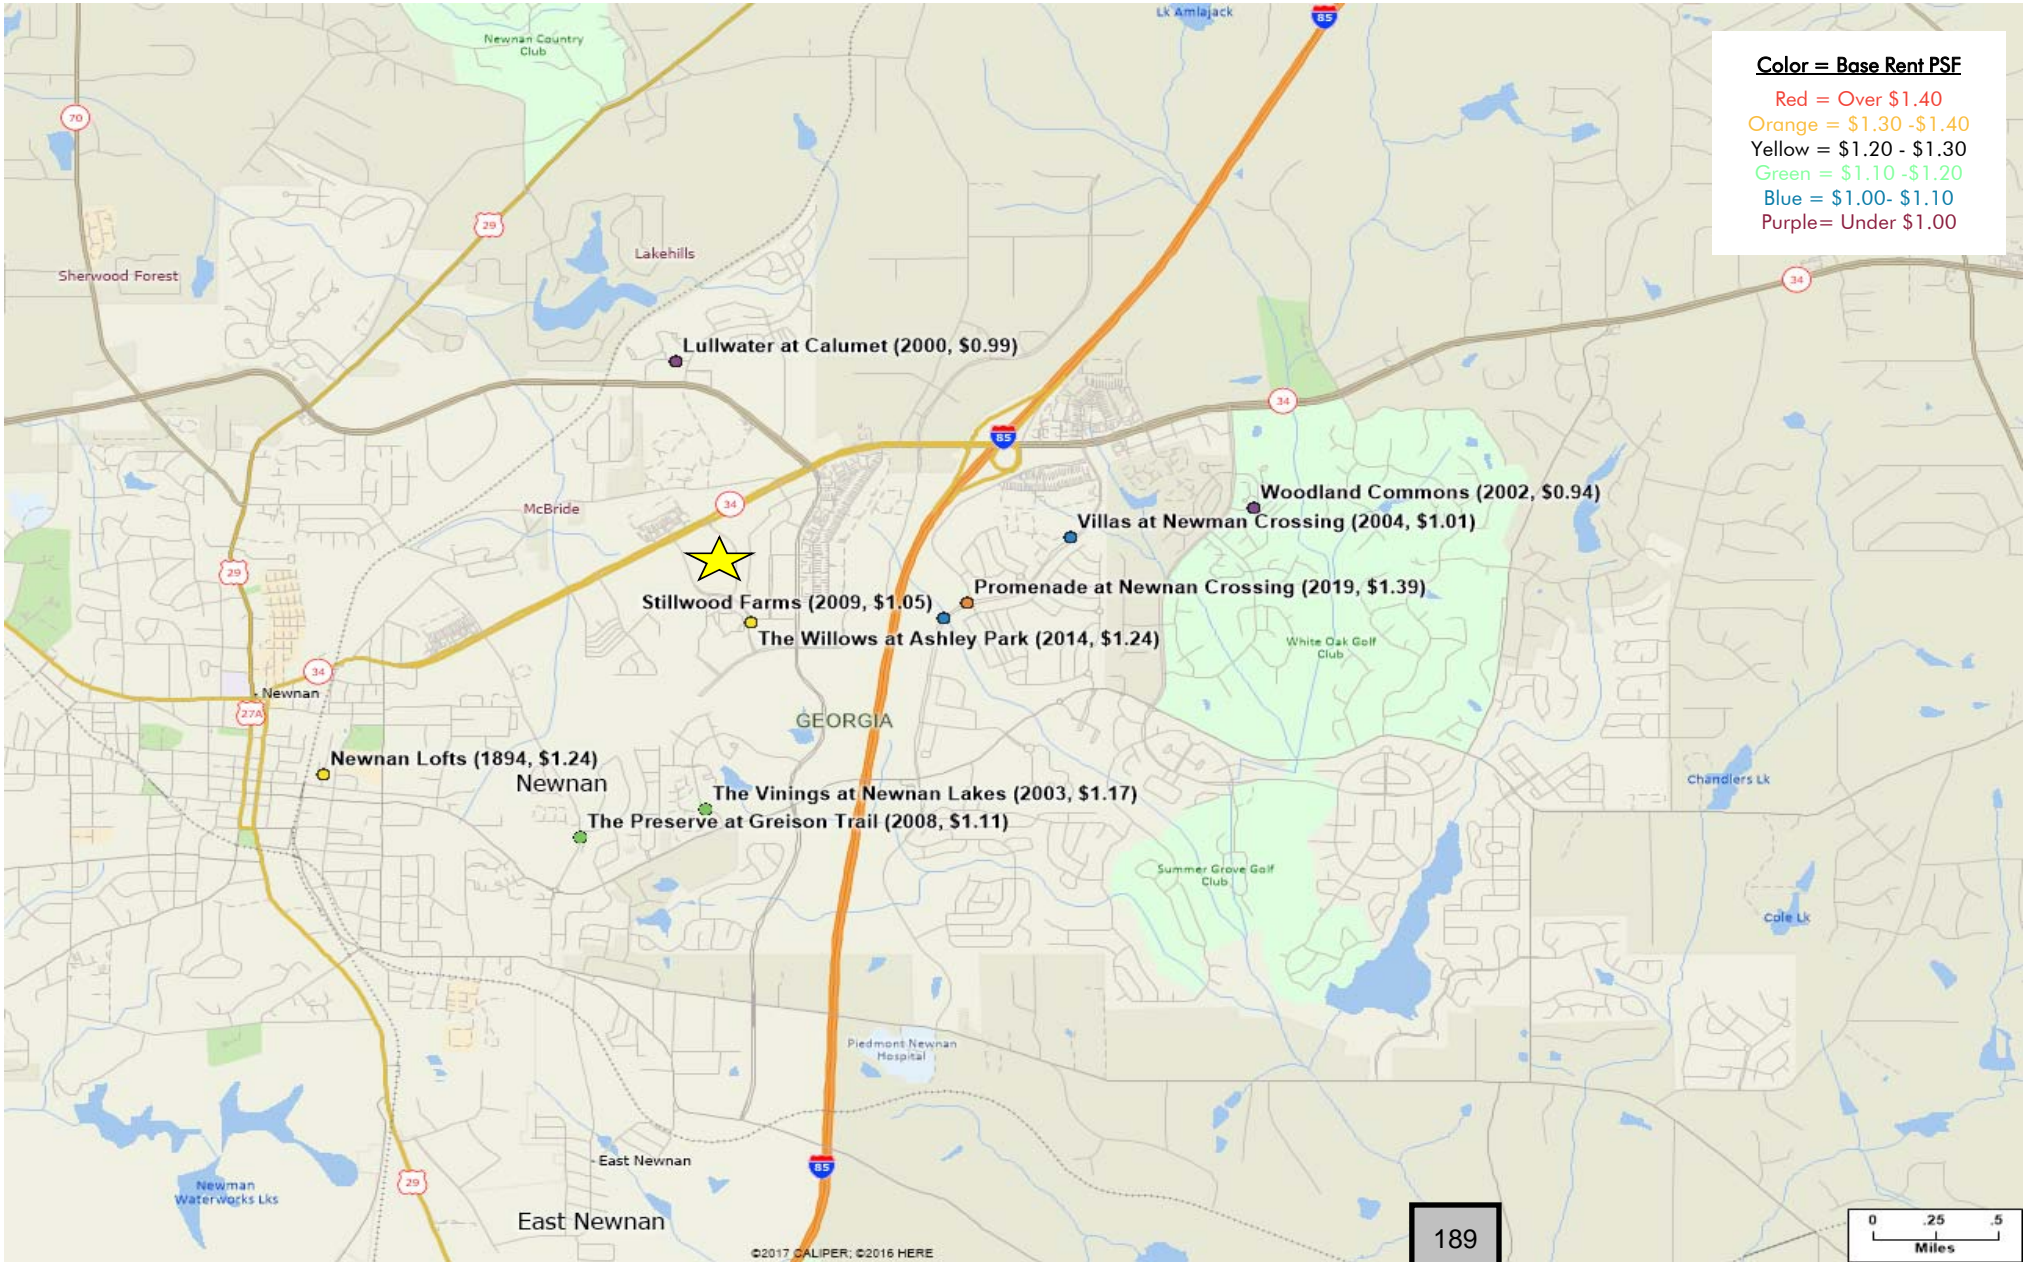 Lk Amlajack
85
Newnan Country
Club
Color = Base Rent PSF
Red = Over $1.40
Orange = $1.30 -$1.40
Yellow = $1.20 - $1.30
Green = $1.10 -$1.20
Blue = $1.00- $1.10
Purple= Under $1.00
70
29
Lakehills
Sherwood Forest
34
Lullwater at Calumet (2000, $0.99)
34
85
Woodland Commons (2002, $0.94)
McBride
34
Villas at Newman Crossing (2004, $1.01)
29
Promenade at Newnan Crossing (2019, $1.39)
Stillwood Farms (2009, $1.05)
The Willows at Ashley Park (2014, $1.24)
White Oak Golf
Club
34
Newnan
27A
GEORGIA
Newnan Lofts (1894, $1.24)
Newnan
Chandlers Lk
The Vinings at Newnan Lakes (2003, $1.17)
The Preserve at Greison Trail (2008, $1.11)
Summer Grove Golf
Club
Cole Lk
Piedmont Newnan
Hospital
East Newnan
85
29
Newman
Waterworks Lks
East Newnan
189
0 .25 .5
Miles
©2017 CALIPER; ©2016 HERE